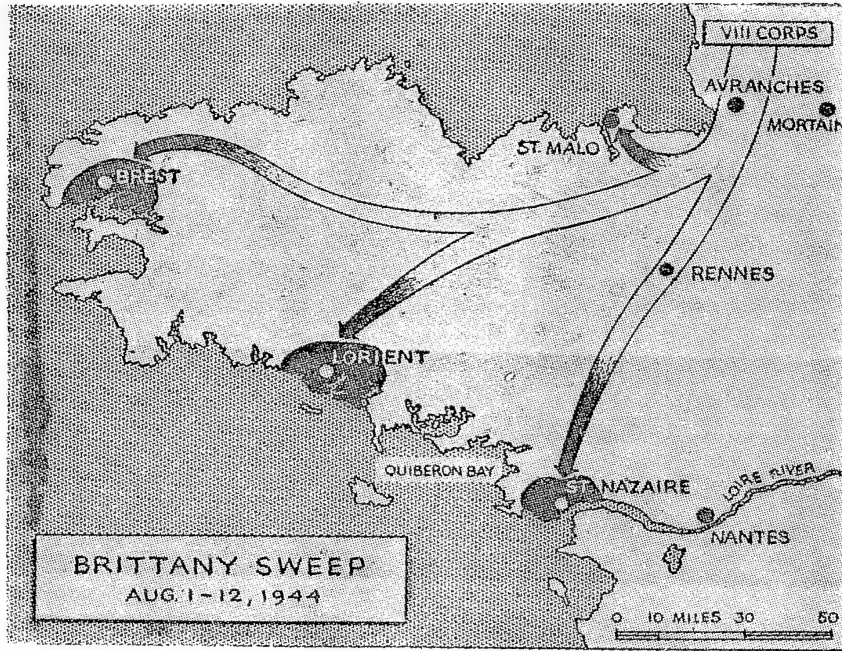 VIII CORPS
AVRANCHES
MORTAIN
ST. MALO
BREST
RENNES
LORIENT
QUIBERON BAY
ST. NAZAIRE
LOIRE RIVER
NANTES
BRITTANY SWEEP
AUG. 1-12, 1944
0 10 MILES 30 50